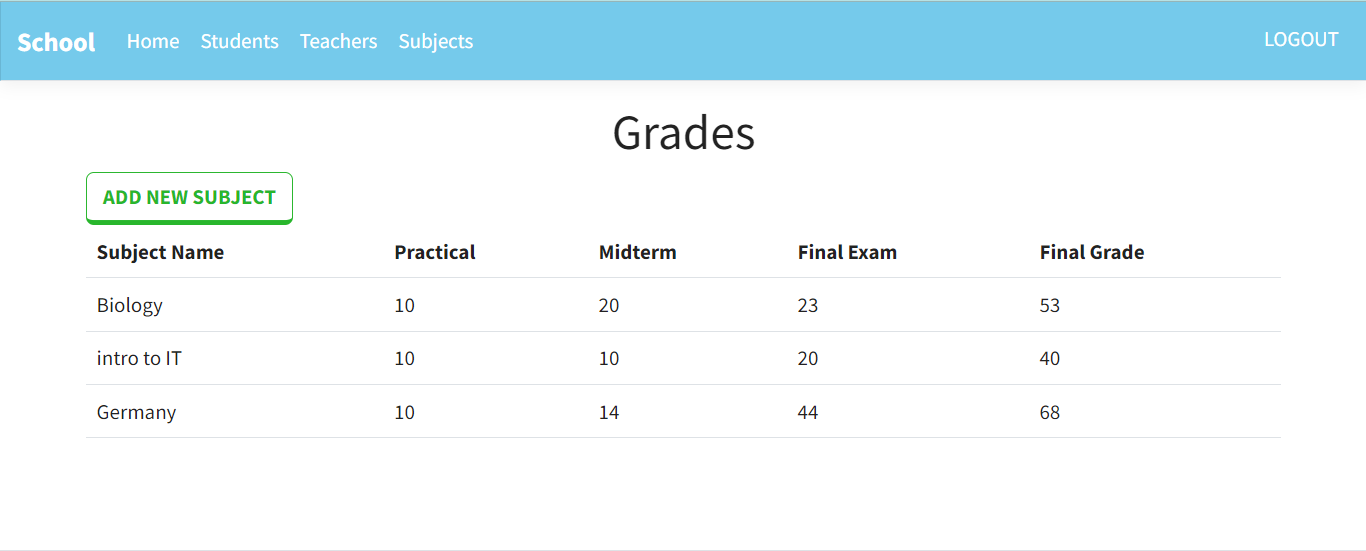 School Home Students Teachers Subjects LOGOUT
Grades
ADD NEW SUBJECT
Subject Name Practical Midterm Final Exam Final Grade
Biology 10 20 23 53
intro to IT 10 10 20 40
Germany 10 14 44 68